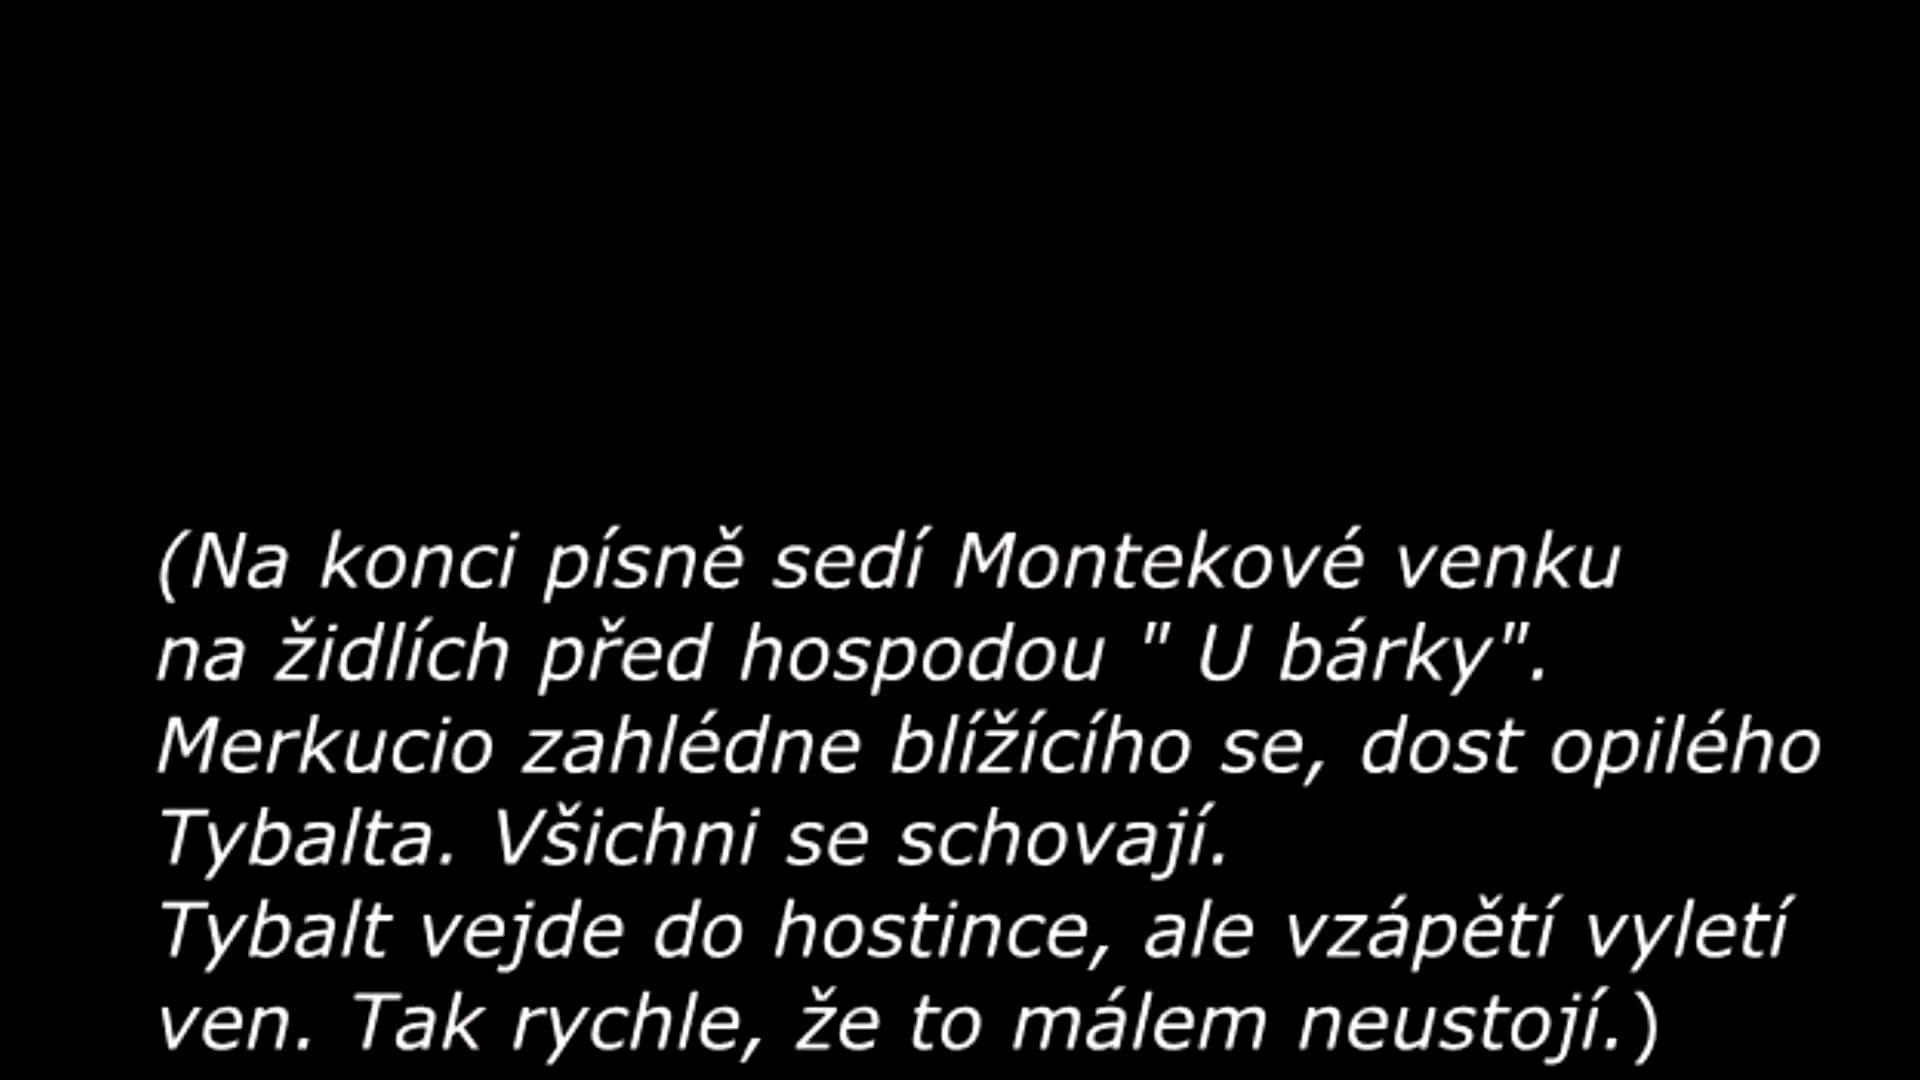 (Na konci písně sedí Montekové venku
na židlích před hospodou " U bárky".
Merkucio zahlédne blížícího se, dost opilého
Tybalta. Všichni se schovají.
Tybalt vejde do hostince, ale vzápětí vyletí
ven. Tak rychle, že to málem neustojí.)